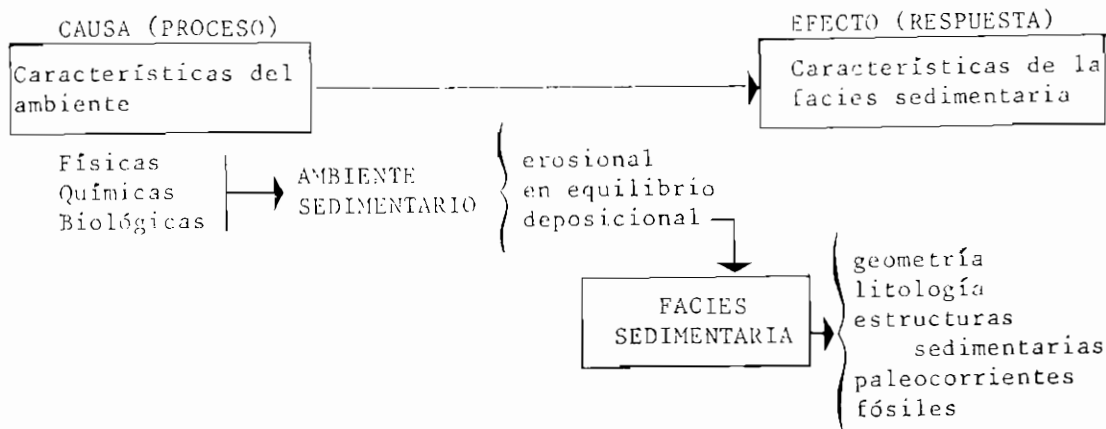 CAUSA (PROCESO)
Características del
ambiente
EFECTO (RESPUESTA)
Características de la
facies sedimentaria
Físicas
Químicas
Biológicas
AMBIENTE
SEDIMENTARIO
erosional
en equilibrio
deposicional
FACIES
SEDIMENTARIA
geometría
litología
estructuras
sedimentarias
paleocorrientes
fósiles